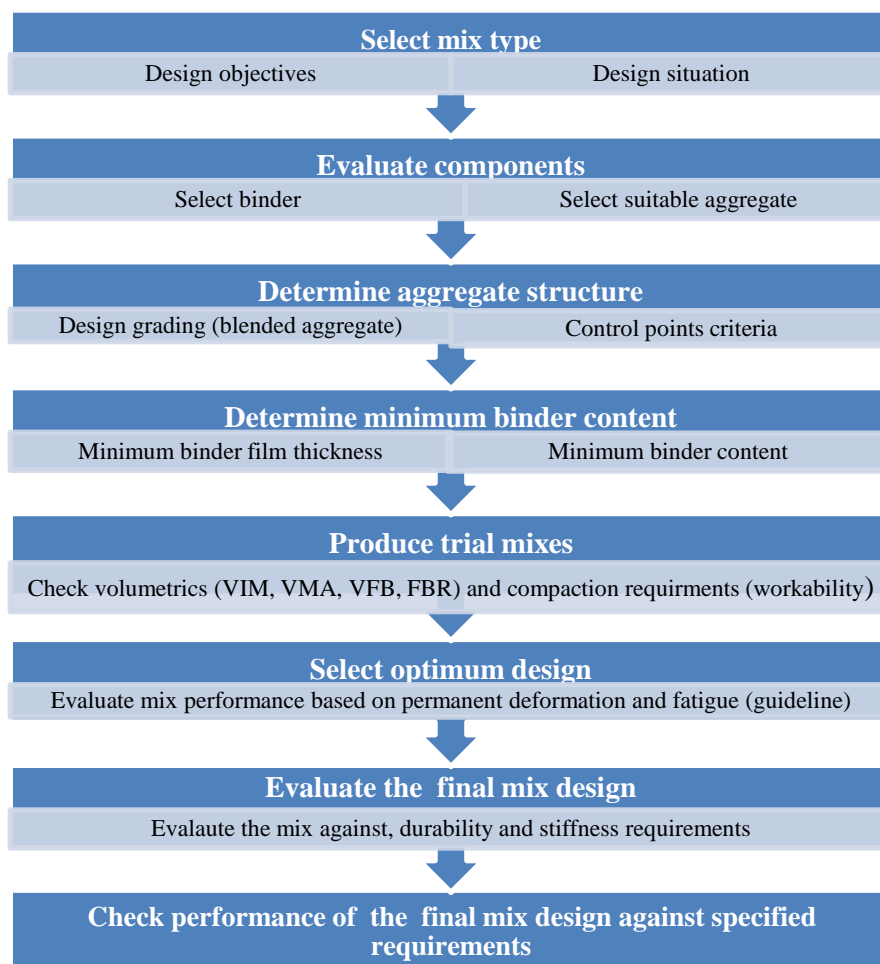 Select mix type
Design objectives
Design situation
Evaluate components
Select binder
Select suitable aggregate
Determine aggregate structure
Design grading (blended aggregate)
Control points criteria
Determine minimum binder content
Minimum binder film thickness
Minimum binder content
Produce trial mixes
Check volumetrics (VIM, VMA, VFB, FBR) and compaction requirments (workability)
Select optimum design
Evaluate mix performance based on permanent deformation and fatigue (guideline)
Evaluate the final mix design
Evalaute the mix against, durability and stiffness requirements
Check performance of the final mix design against specified
requirements